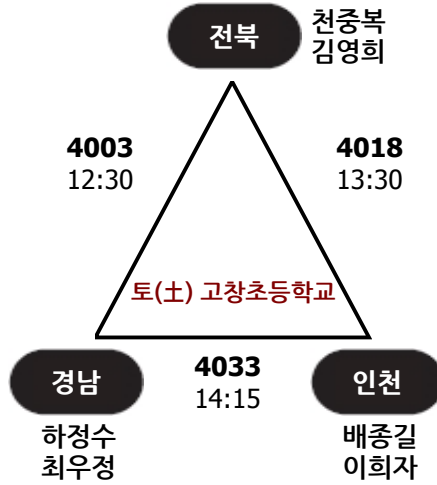 전북
천중복
김영희
4003
12:30
4018
13:30
토(土) 고창초등학교
경남
4033
14:15
인천
하정수
최우정
배종길
이희자